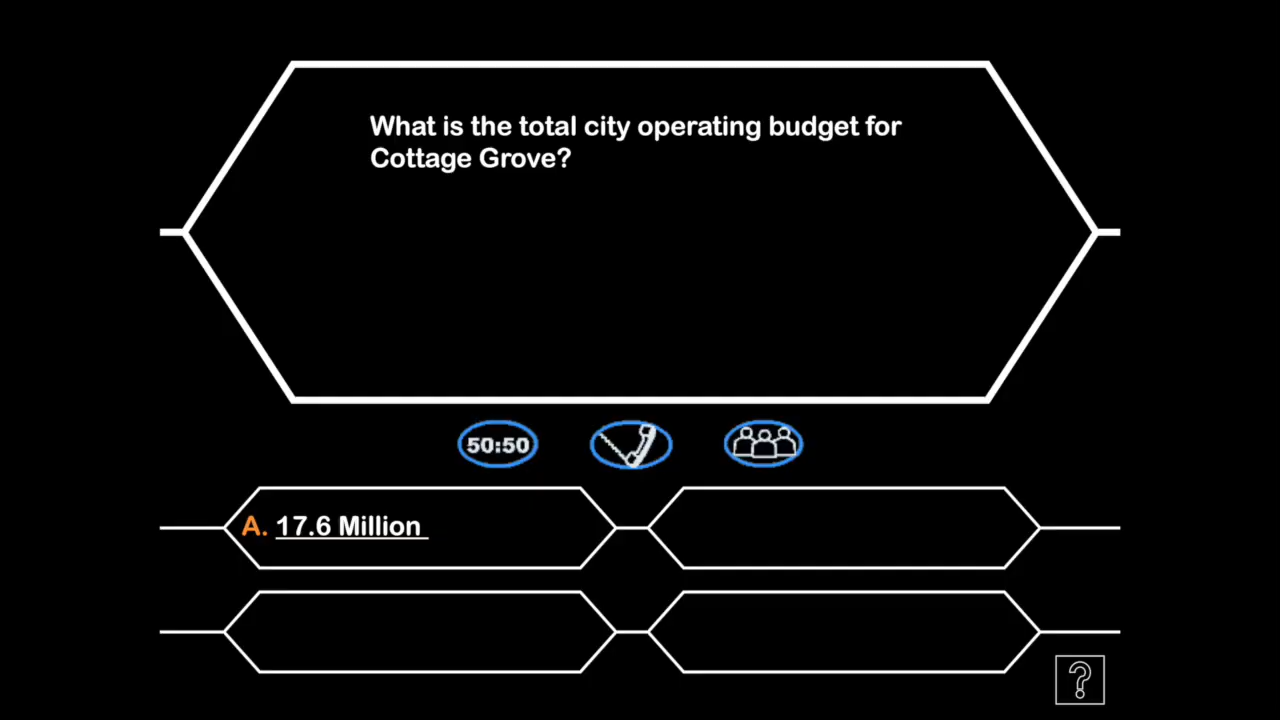 What is the total city operating budget for
Cottage Grove?
50:50
A. 17.6 Million
?